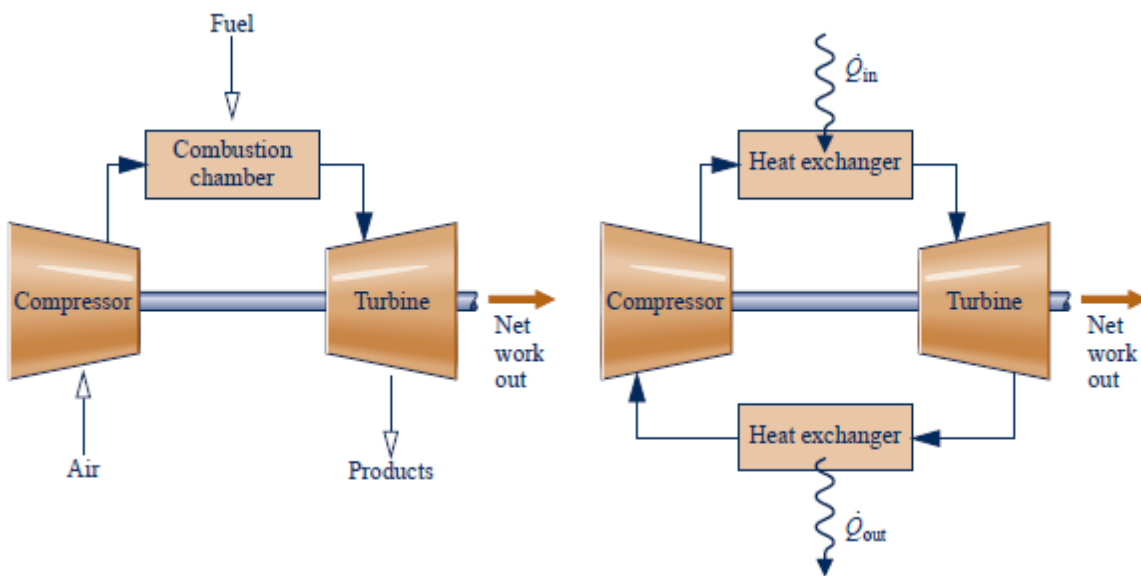 Fuel
Combustion
chamber
Compressor
Turbine
Net
work
out
Air
Products
Q̇in
Heat exchanger
Compressor
Turbine
Net
work
out
Heat exchanger
Q̇out